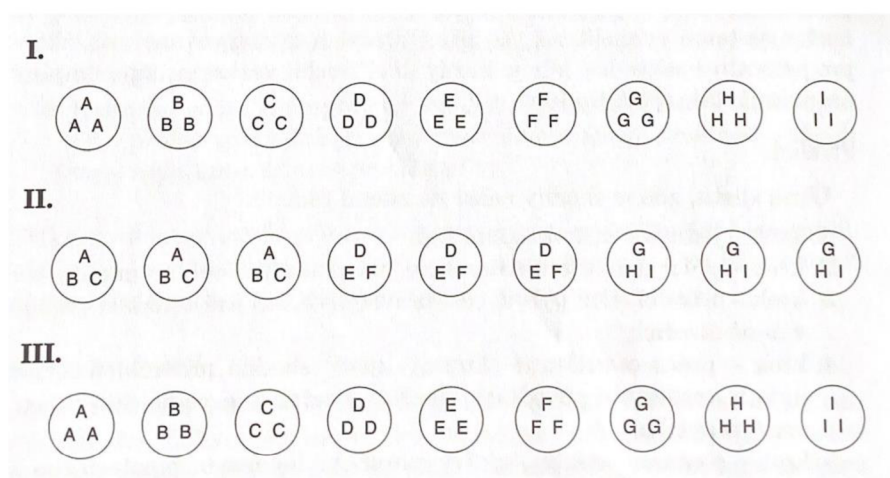 I.
A B C D E F G H
A A B B C C D D E E F F G G H H I I
II.
A A A D D D G G G
B C B C B C E F E F E F H I H I H I
III.
A B C D E G H I
A A B B C C D D E E F F G G H H I I